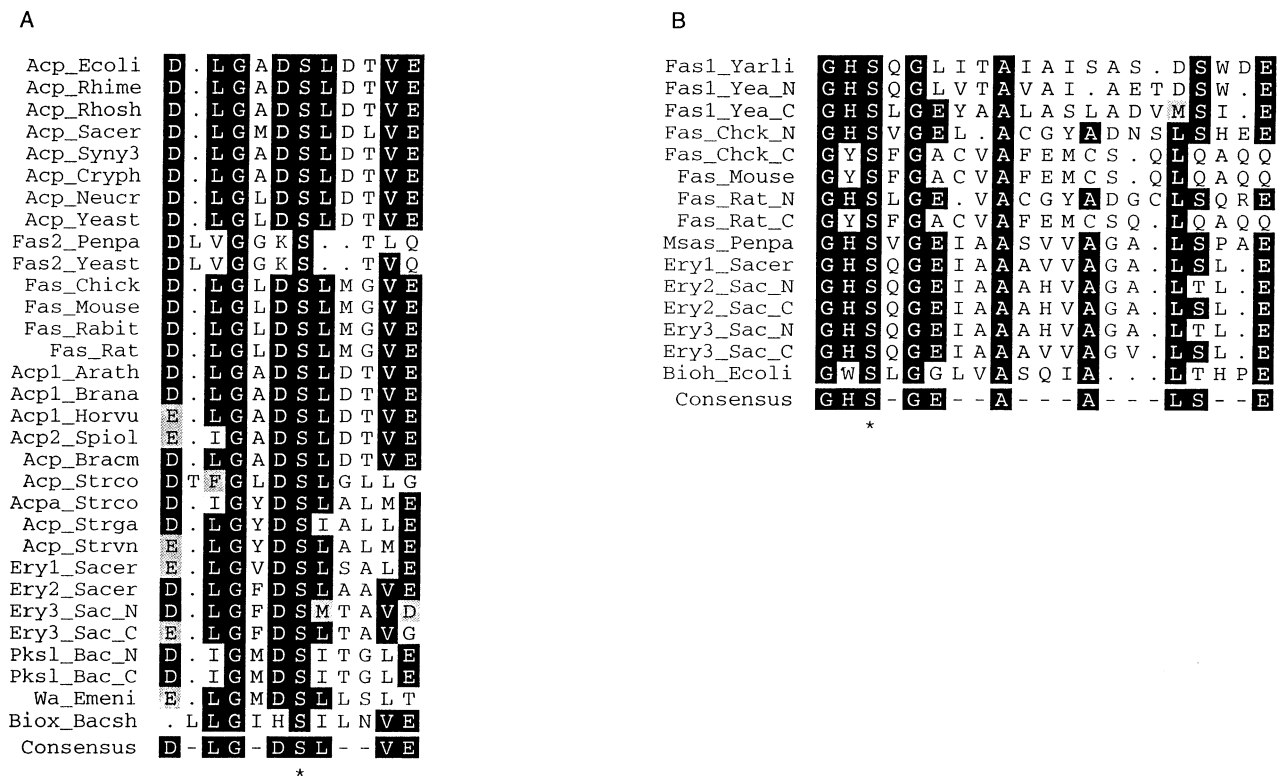 A
Acp_Ecoli D . L G A D S L D T V E
Acp_Rhime D . L G A D S L D T V E
Acp_Rhosh D . L G A D S L D T V E
Acp_Sacer D . L G M D S L D L V E
Acp_Syny3 D . L G A D S L D T V E
Acp_Cryph D . L G A D S L D T V E
Acp_Neucr D . L G L D S L D T V E
Acp_Yeast D . L G L D S L D T V E
Fas2_Penpa D L V G G K S . . T L Q
Fas2_Yeast D L V G G K S . . T V Q
Fas_Chick D . L G L D S L M G V E
Fas_Mouse D . L G L D S L M G V E
Fas_Rabit D . L G L D S L M G V E
Fas_Rat D . L G L D S L M G V E
Acp1_Arath D . L G A D S L D T V E
Acp1_Brana D . L G A D S L D T V E
Acp1_Horvu E . L G A D S L D T V E
Acp2_Spiol E . I G A D S L D T V E
Acp_Bracm D . L G A D S L D T V E
Acp_Strco D T F G L D S L G L L G
Acpa_Strco D . I G Y D S L A L M E
Acp_Strga D . L G Y D S I A L L E
Acp_Strvn E . L G Y D S L A L M E
Ery1_Sacer E . L G V D S L S A L E
Ery2_Sacer D . L G F D S L A A V E
Ery3_Sac_N D . L G F D S M T A V D
Ery3_Sac_C E . L G F D S L T A V G
Pksl_Bac_N D . I G M D S I T G L E
Pksl_Bac_C D . I G M D S I T G L E
Wa_Emeni E . L G M D S L L S L T
Biox_Bacsh . L L G I H S I L N V E
Consensus D - L G - D S L - - V E
*
B
Fas1_Yarli G H S Q G L I T A I A I S A S . D S W D E
Fas1_Yea_N G H S Q G L V T A V A I . A E T D S W . E
Fas1_Yea_C G H S L G E Y A A L A S L A D V M S I . E
Fas_Chck_N G H S V G E L . A C G Y A D N S L S H E E
Fas_Chck_C G Y S F G A C V A F E M C S . Q L Q A Q Q
Fas_Mouse G Y S F G A C V A F E M C S . Q L Q A Q Q
Fas_Rat_N G H S L G E . V A C G Y A D G C L S Q R E
Fas_Rat_C G Y S F G A C V A F E M C S Q . L Q A Q Q
Msas_Penpa G H S V G E I A A S V V A G A . L S P A E
Ery1_Sacer G H S Q G E I A A A V V A G A . L S L . E
Ery2_Sac_N G H S Q G E I A A A H V A G A . L T L . E
Ery2_Sac_C G H S Q G E I A A A H V A G A . L S L . E
Ery3_Sac_N G H S Q G E I A A A H V A G A . L T L . E
Ery3_Sac_C G H S Q G E I A A A V V A G V . L S L . E
Bioh_Ecoli G W S L G G L V A S Q I A . . . L T H P E
Consensus G H S - G E - - A - - - A - - - L S - - E
*